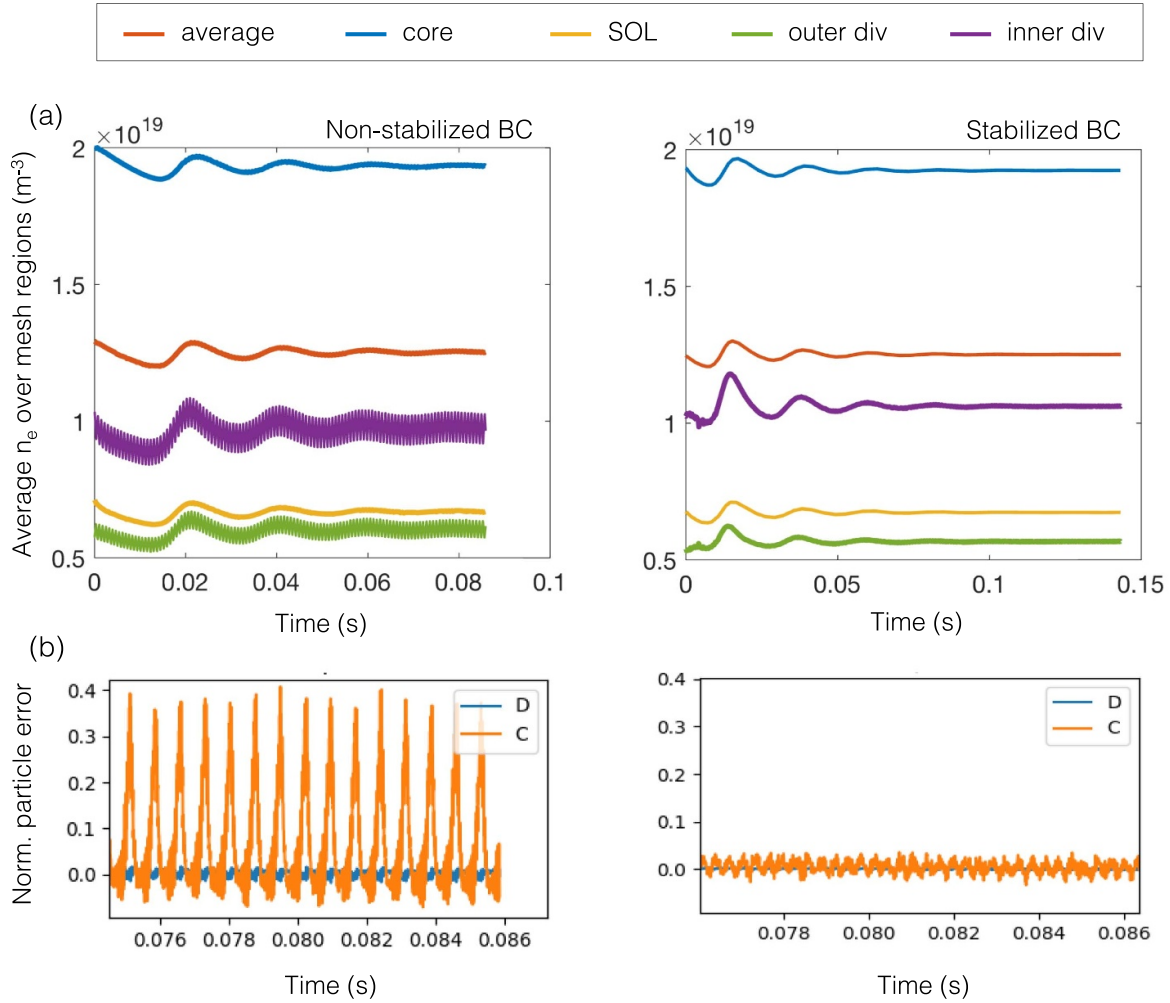 average core SOL outer div inner div
(a)
×10^19 Non-stabilized BC
×10^19 Stabilized BC
Average n_e over mesh regions (m^-3)
2
1.5
1
0.5
0 0.02 0.04 0.06 0.08 0.1
Time (s)
2
1.5
1
0.5
0 0.05 0.1 0.15
Time (s)
(b)
Norm. particle error
0.4
0.3
0.2
0.1
0.0
D
C
0.076 0.078 0.080 0.082 0.084 0.086
Time (s)
0.4
0.3
0.2
0.1
0.0
D
C
0.078 0.080 0.082 0.084 0.086
Time (s)